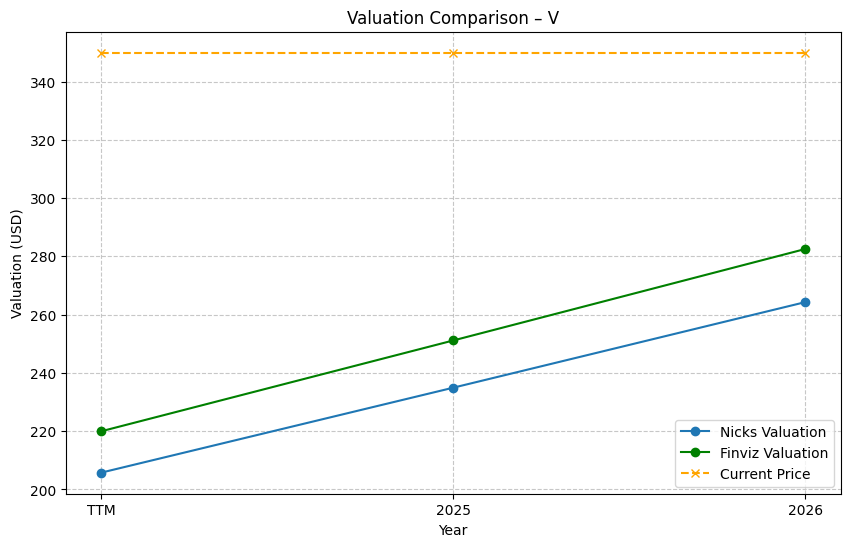 Valuation Comparison – V
Valuation (USD)
340
320
300
280
260
240
220
200
TTM
2025
2026
Year
Nicks Valuation
Finviz Valuation
Current Price